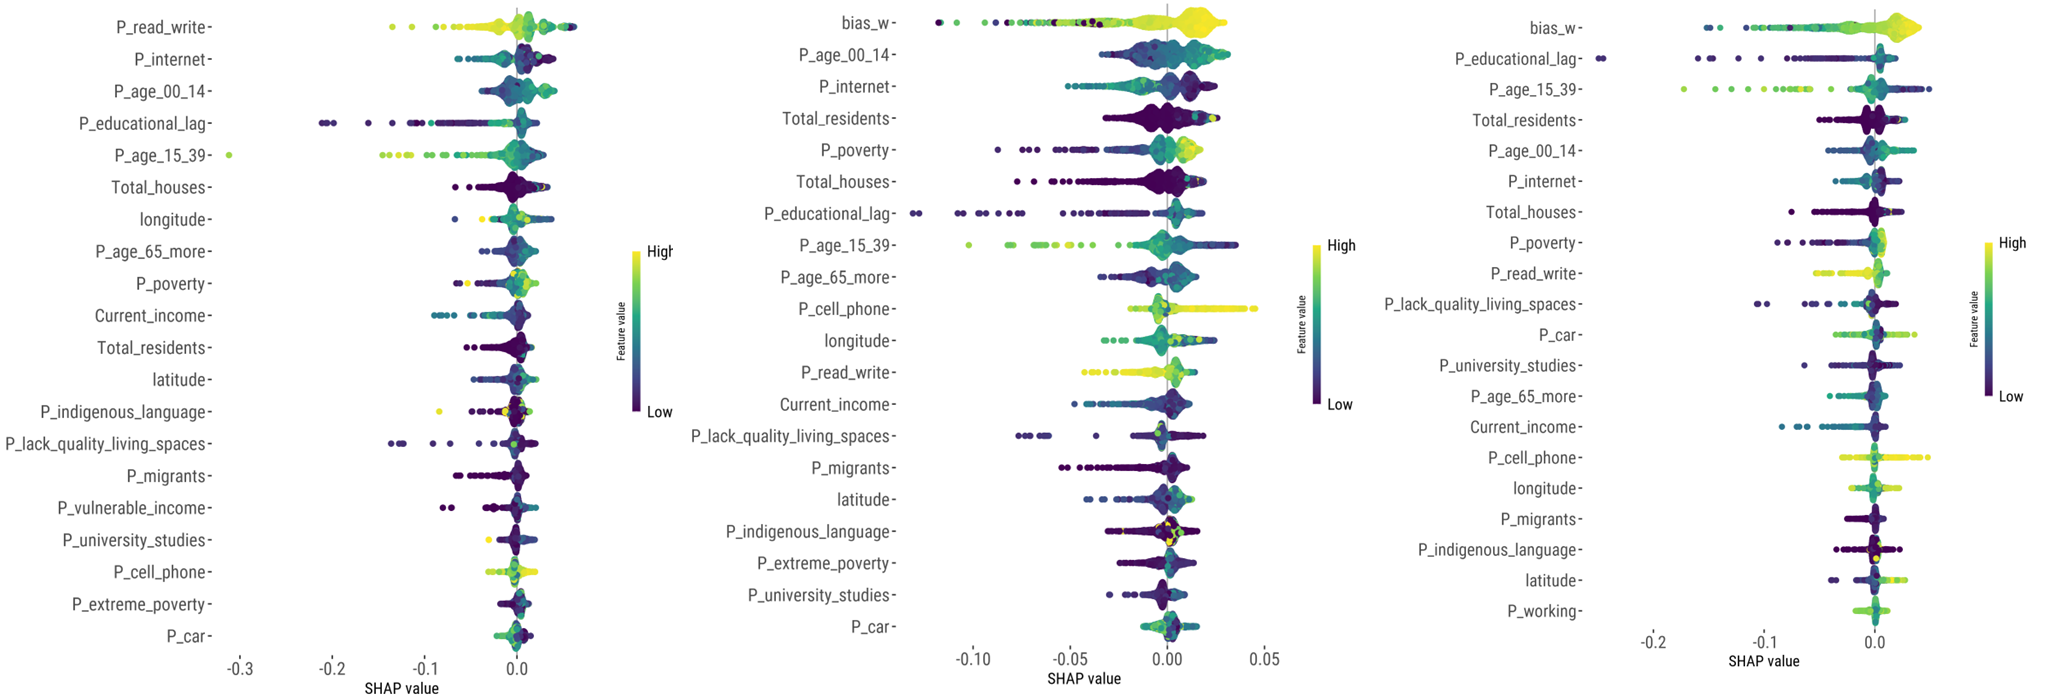 P_read_write
P_internet
P_age_00_14
P_educational_lag
P_age_15_39
Total_houses
longitude
P_age_65_more
P_poverty
Current_income
Total_residents
latitude
P_indigenous_language
P_lack_quality_living_spaces
P_migrants
P_vulnerable_income
P_university_studies
P_cell_phone
P_extreme_poverty
P_car
-0.3 -0.2 -0.1 0.0
SHAP value
High
Feature value
Low
bias_w
P_age_00_14
P_internet
Total_residents
P_poverty
Total_houses
P_educational_lag
P_age_15_39
P_age_65_more
P_cell_phone
longitude
P_read_write
Current_income
P_lack_quality_living_spaces
P_migrants
latitude
P_indigenous_language
P_extreme_poverty
P_university_studies
P_car
-0.10 -0.05 0.00 0.05
SHAP value
High
Feature value
Low
bias_w
P_educational_lag
P_age_15_39
Total_residents
P_age_00_14
P_internet
Total_houses
P_poverty
P_read_write
P_lack_quality_living_spaces
P_car
P_university_studies
P_age_65_more
Current_income
P_cell_phone
longitude
P_migrants
P_indigenous_language
latitude
P_working
-0.2 -0.1 0.0
SHAP value
High
Feature value
Low